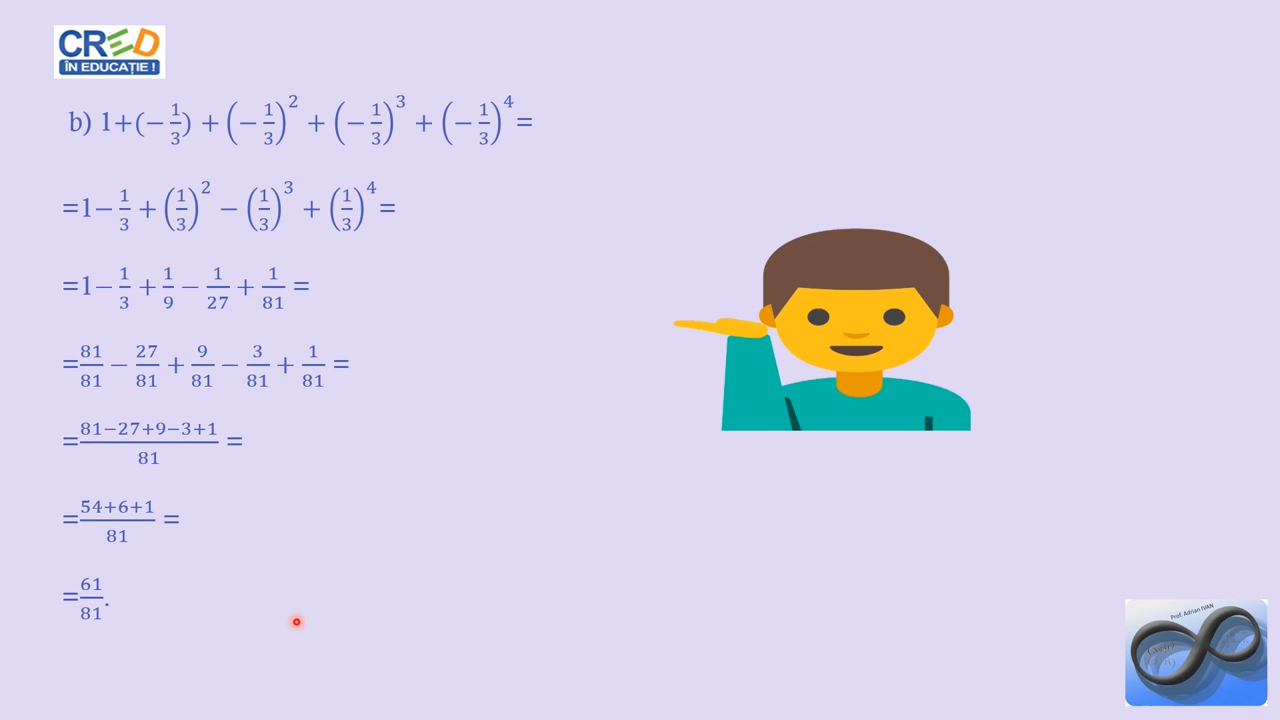 CRED
ÎN EDUCAȚIE !
b) 1+(−1/3) + (−1/3)^2 + (−1/3)^3 + (−1/3)^4=
=1−1/3 + (1/3)^2 − (1/3)^3 + (1/3)^4=
=1−1/3 + 1/9 − 1/27 + 1/81 =
=81/81 − 27/81 + 9/81 − 3/81 + 1/81 =
=(81−27+9−3+1)/81 =
=(54+6+1)/81 =
=61/81.
Prof. Adrian IVAN